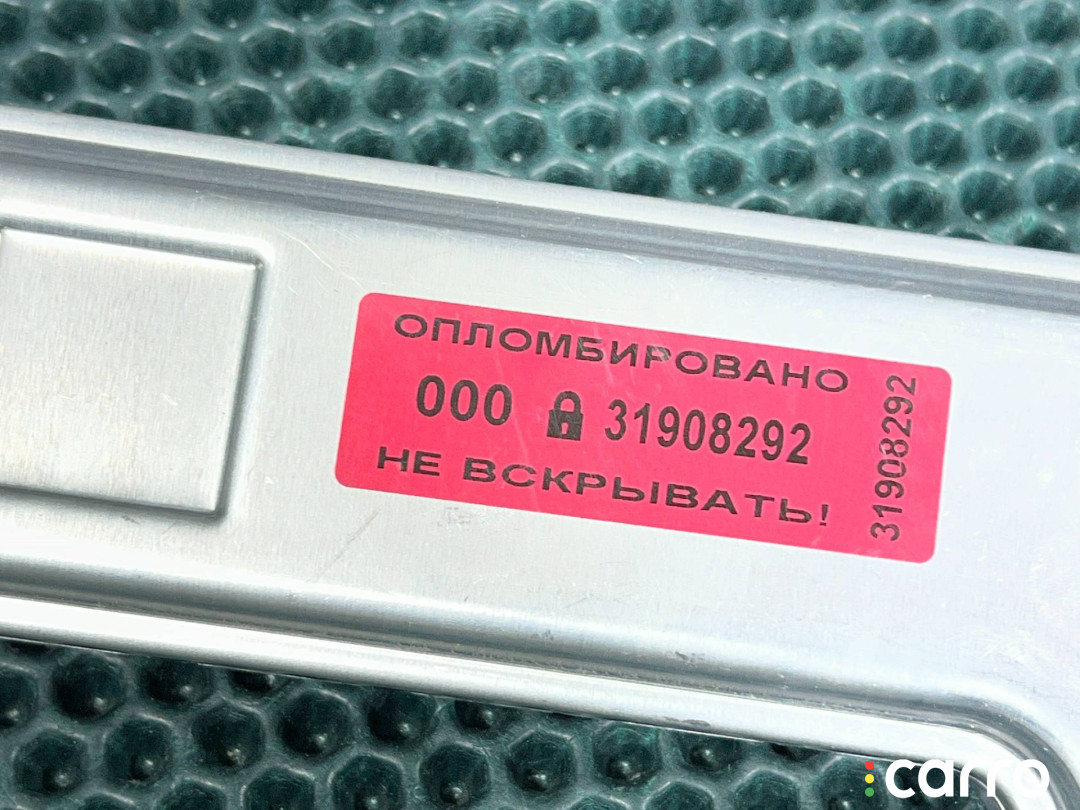 ОПЛОМБИРОВАНО
000 31908292
НЕ ВСКРЫВАТЬ!
31908292
carro